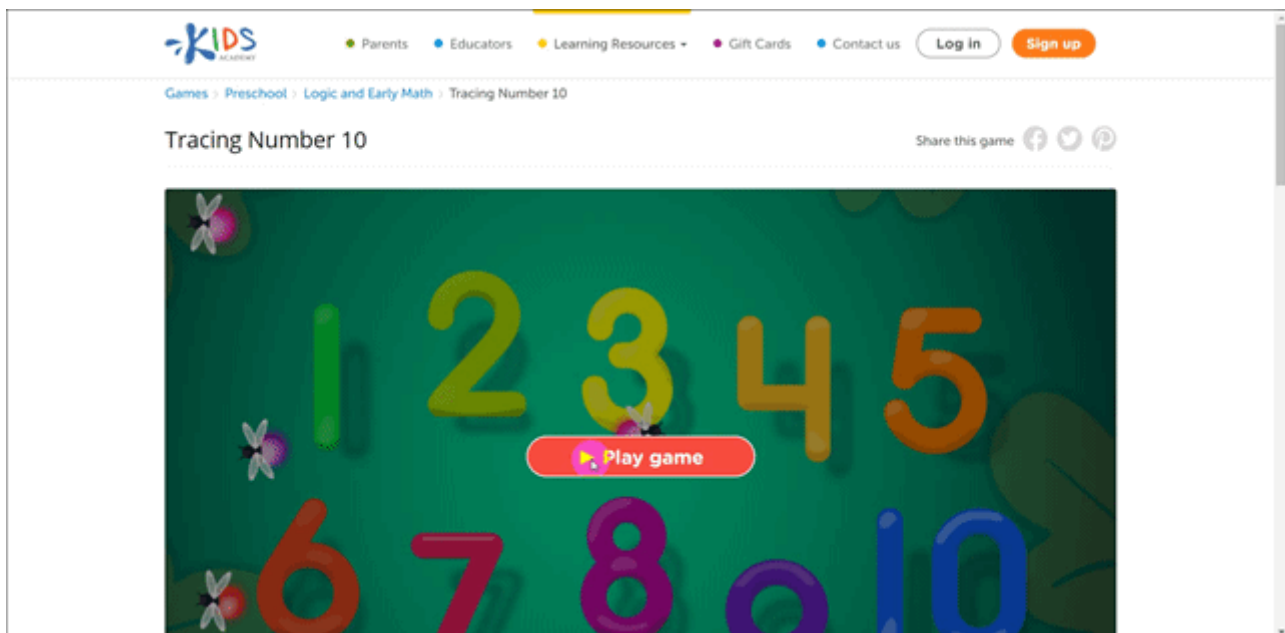 KIDS
ACADEMY
Parents Educators Learning Resources Gift Cards Contact us Log in Sign up
Games > Preschool > Logic and Early Math > Tracing Number 10
Tracing Number 10
Share this game
1 2 3 4 5
Play game
6 7 8 9 10